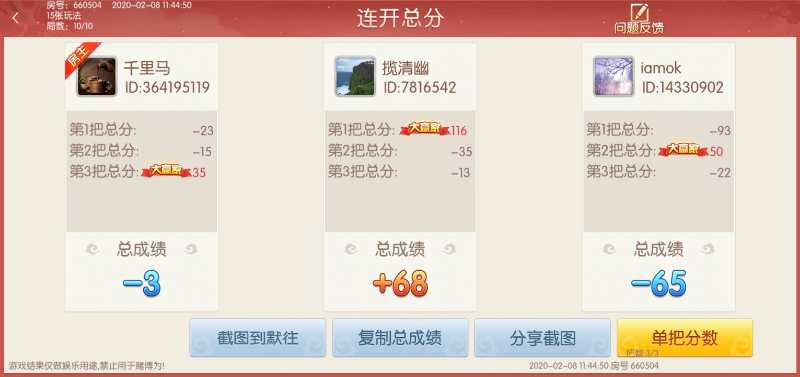 房号：660504 2020-02-08 11:44:50
15张玩法
局数：10/10
连开总分
问题反馈
房主
千里马
ID:364195119
第1把总分: -23
第2把总分: -15
第3把总分: 大赢家 35
总成绩
-3
揽清幽
ID:7816542
第1把总分: 大赢家 116
第2把总分: -35
第3把总分: -13
总成绩
+68
iamok
ID:14330902
第1把总分: -93
第2把总分: 大赢家 50
第3把总分: -22
总成绩
-65
截图到默往
复制总成绩
分享截图
单把分数
把数 3/3
游戏结果仅做娱乐用途,禁止用于赌博为!
2020-02-08 11:44:50 房号 660504